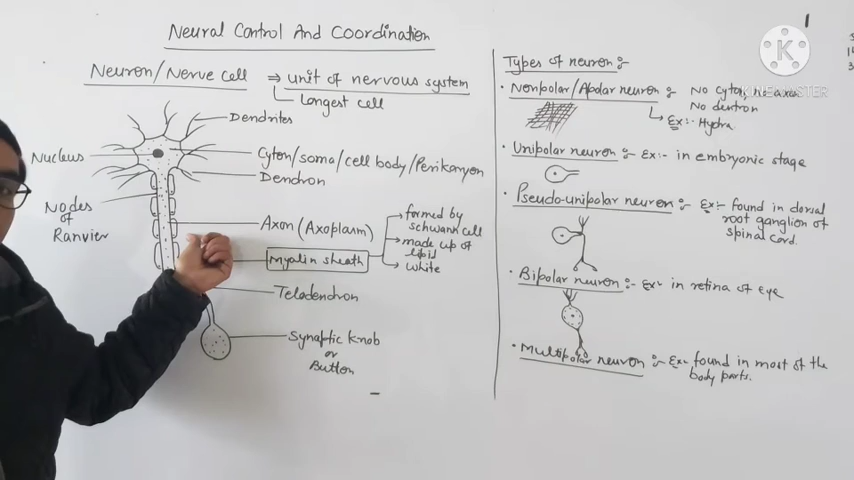 Neural Control And Coordination
Neuron/Nerve cell ⇒ unit of nervous system
Longest cell
Dendrites
Nucleus
Cyton/soma/cell body/Perikaryon
Dendron
Nodes
of
Ranvier
Axon (Axoplasm)
Myelin sheath
formed by
schwann cell
made up of
lipid
white
Telodendron
Synaptic knob
or
Button
1
Types of neuron :-
• Nonpolar/Apolar neuron :- No cyton, no axon
No dentron
Ex:- Hydra
• Unipolar neuron :- Ex:- in embryonic stage
• Pseudo-unipolar neuron :- Ex:- found in dorsal
root ganglion of
spinal cord.
• Bipolar neuron :- Ex:- in retina of eye
• Multipolar neuron :- Ex:- found in most of the
body parts.
K
KINEMASTER